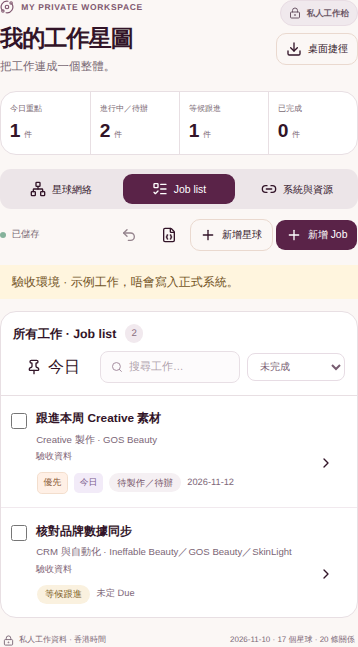 MY PRIVATE WORKSPACE
私人工作枱
我的工作星圖
把工作連成一個整體。
桌面捷徑
今日重點
1 件
進行中／待辦
2 件
等候跟進
1 件
已完成
0 件
星球網絡
Job list
系統與資源
已儲存
新增星球
新增 Job
驗收環境 · 示例工作，唔會寫入正式系統。
所有工作 · Job list 2
今日
搜尋工作…
未完成
跟進本周 Creative 素材
Creative 製作 · GOS Beauty
驗收資料
優先 今日 待製作／待辦 2026-11-12
核對品牌數據同步
CRM 與自動化 · Ineffable Beauty／GOS Beauty／SkinLight
驗收資料
等候跟進 未定 Due
私人工作資料 · 香港時間
2026-11-10 · 17 個星球 · 20 條關係